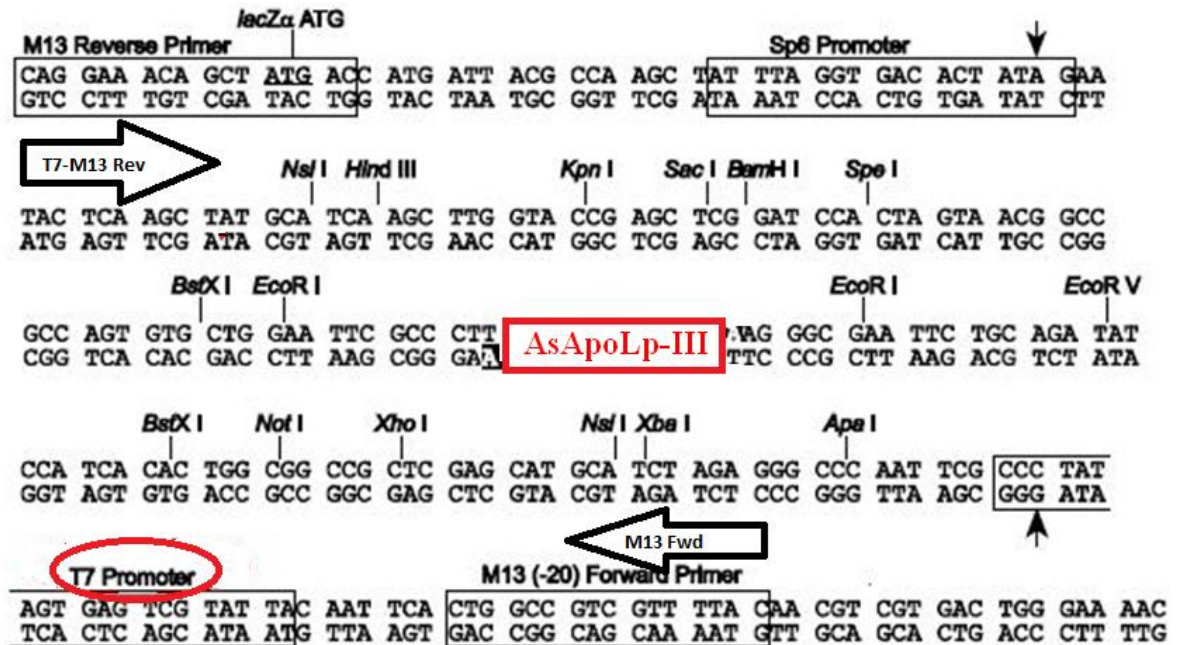 lacZα ATG
M13 Reverse Primer Sp6 Promoter
CAG GAA ACA GCT ATG ACC ATG ATT ACG CCA AGC TAT TTA GGT GAC ACT ATA GAA
GTC CTT TGT CGA TAC TGG TAC TAA TGC GGT TCG ATA AAT CCA CTG TGA TAT CTT
T7-M13 Rev
Nsi I Hind III Kpn I Sac I BamH I Spe I
TAC TCA AGC TAT GCA TCA AGC TTG GTA CCG AGC TCG GAT CCA CTA GTA ACG GCC
ATG AGT TCG ATA CGT AGT TCG AAC CAT GGC TCG AGC CTA GGT GAT CAT TGC CGG
BstX I EcoR I EcoR I EcoR V
GCC AGT GTG CTG GAA TTC GCC CTT AAG GGC GAA TTC TGC AGA TAT
CGG TCA CAC GAC CTT AAG CGG GAA AsApoLp-III TTC CCG CTT AAG ACG TCT ATA
BstX I Not I Xho I Nsi I Xba I Apa I
CCA TCA CAC TGG CGG CCG CTC GAG CAT GCA TCT AGA GGG CCC AAT TCG CCC TAT
GGT AGT GTG ACC GCC GGC GAG CTC GTA CGT AGA TCT CCC GGG TTA AGC GGG ATA
M13 Fwd
T7 Promoter M13 (-20) Forward Primer
AGT GAG TCG TAT TAC AAT TCA CTG GCC GTC GTT TTA CAA CGT CGT GAC TGG GAA AAC
TCA CTC AGC ATA ATG TTA AGT GAC CGG CAG CAA AAT GTT GCA GCA CTG ACC CTT TTG